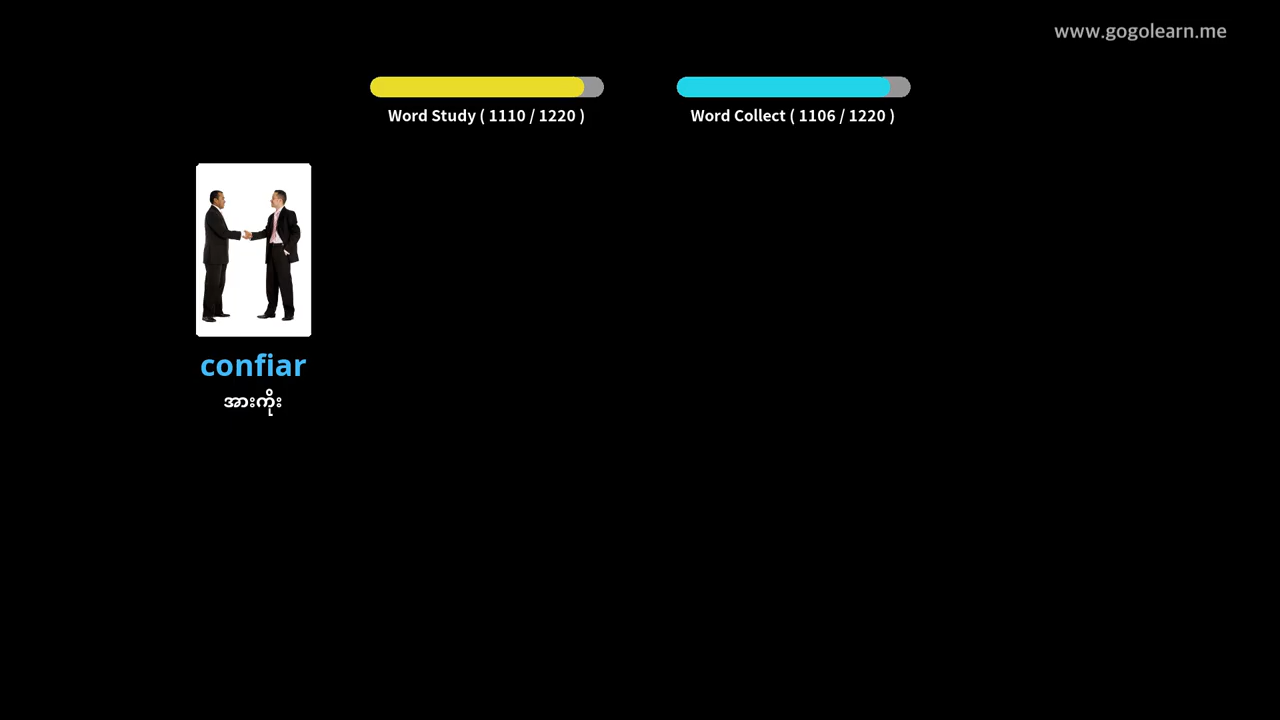 www.gogolearn.me
Word Study ( 1110 / 1220 )
Word Collect ( 1106 / 1220 )
confiar
အားကိုး